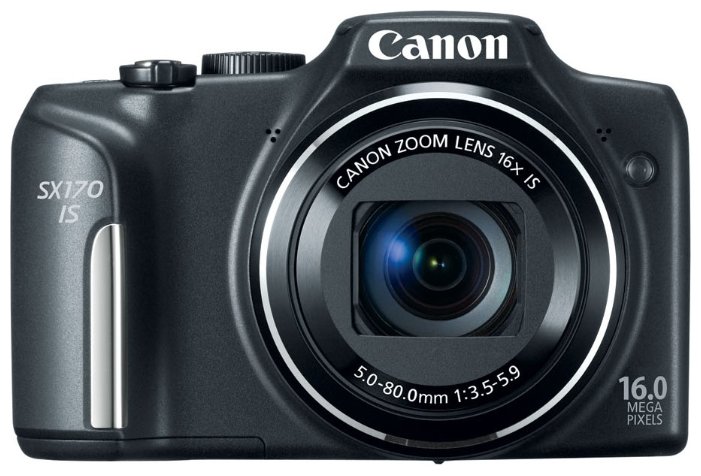 Canon
CANON ZOOM LENS 16x IS
SX170
IS
5.0-80.0mm 1:3.5-5.9
16.0
MEGA
PIXELS